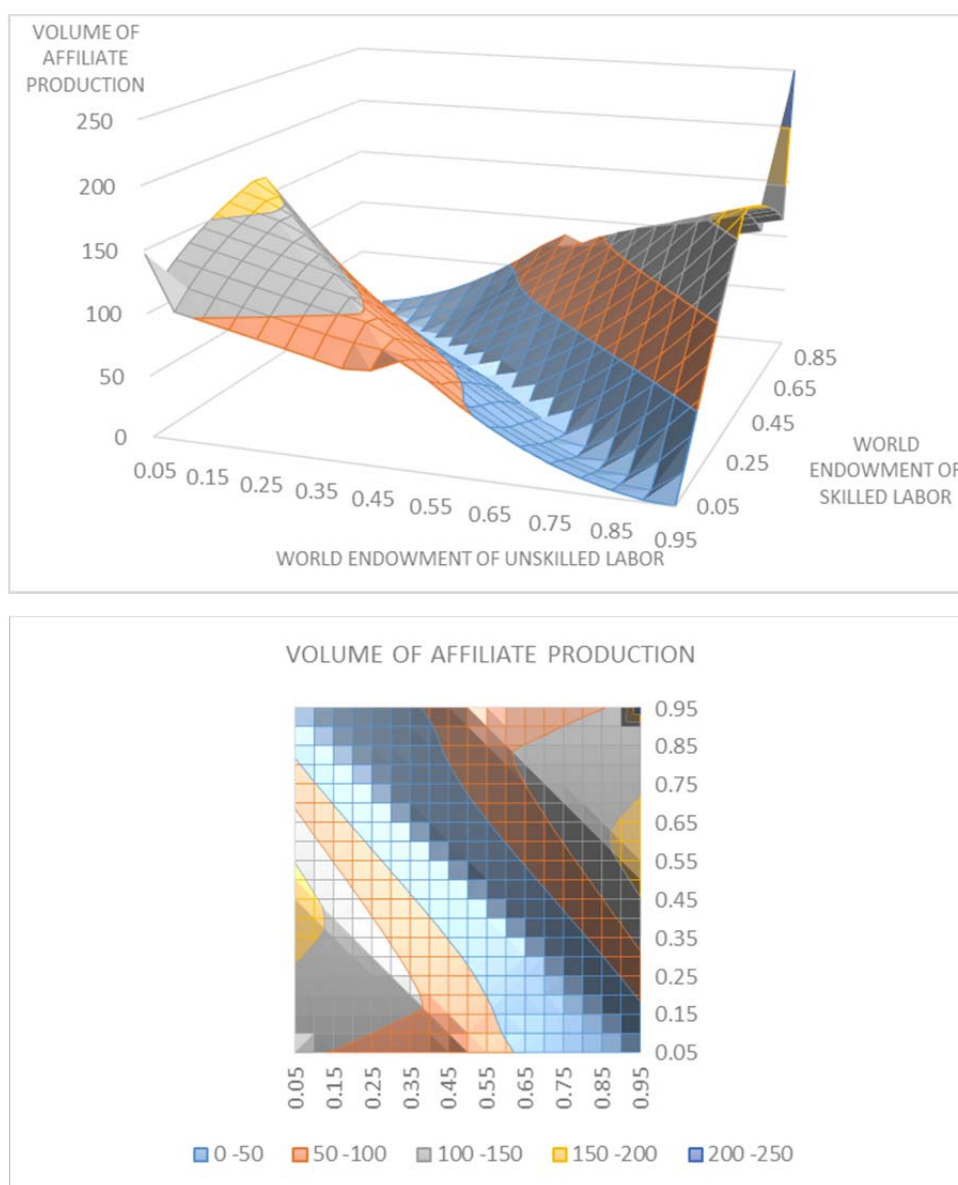 VOLUME OF
AFFILIATE
PRODUCTION
250
200
150
100
50
0
0.05 0.15 0.25 0.35 0.45 0.55 0.65 0.75 0.85 0.95
WORLD ENDOWMENT OF UNSKILLED LABOR
0.85
0.65
0.45
0.25
0.05
WORLD
ENDOWMENT OF
SKILLED LABOR
VOLUME OF AFFILIATE PRODUCTION
0.95
0.85
0.75
0.65
0.55
0.45
0.35
0.25
0.15
0.05
0.05 0.15 0.25 0.35 0.45 0.55 0.65 0.75 0.85 0.95
0 -50 50 -100 100 -150 150 -200 200 -250